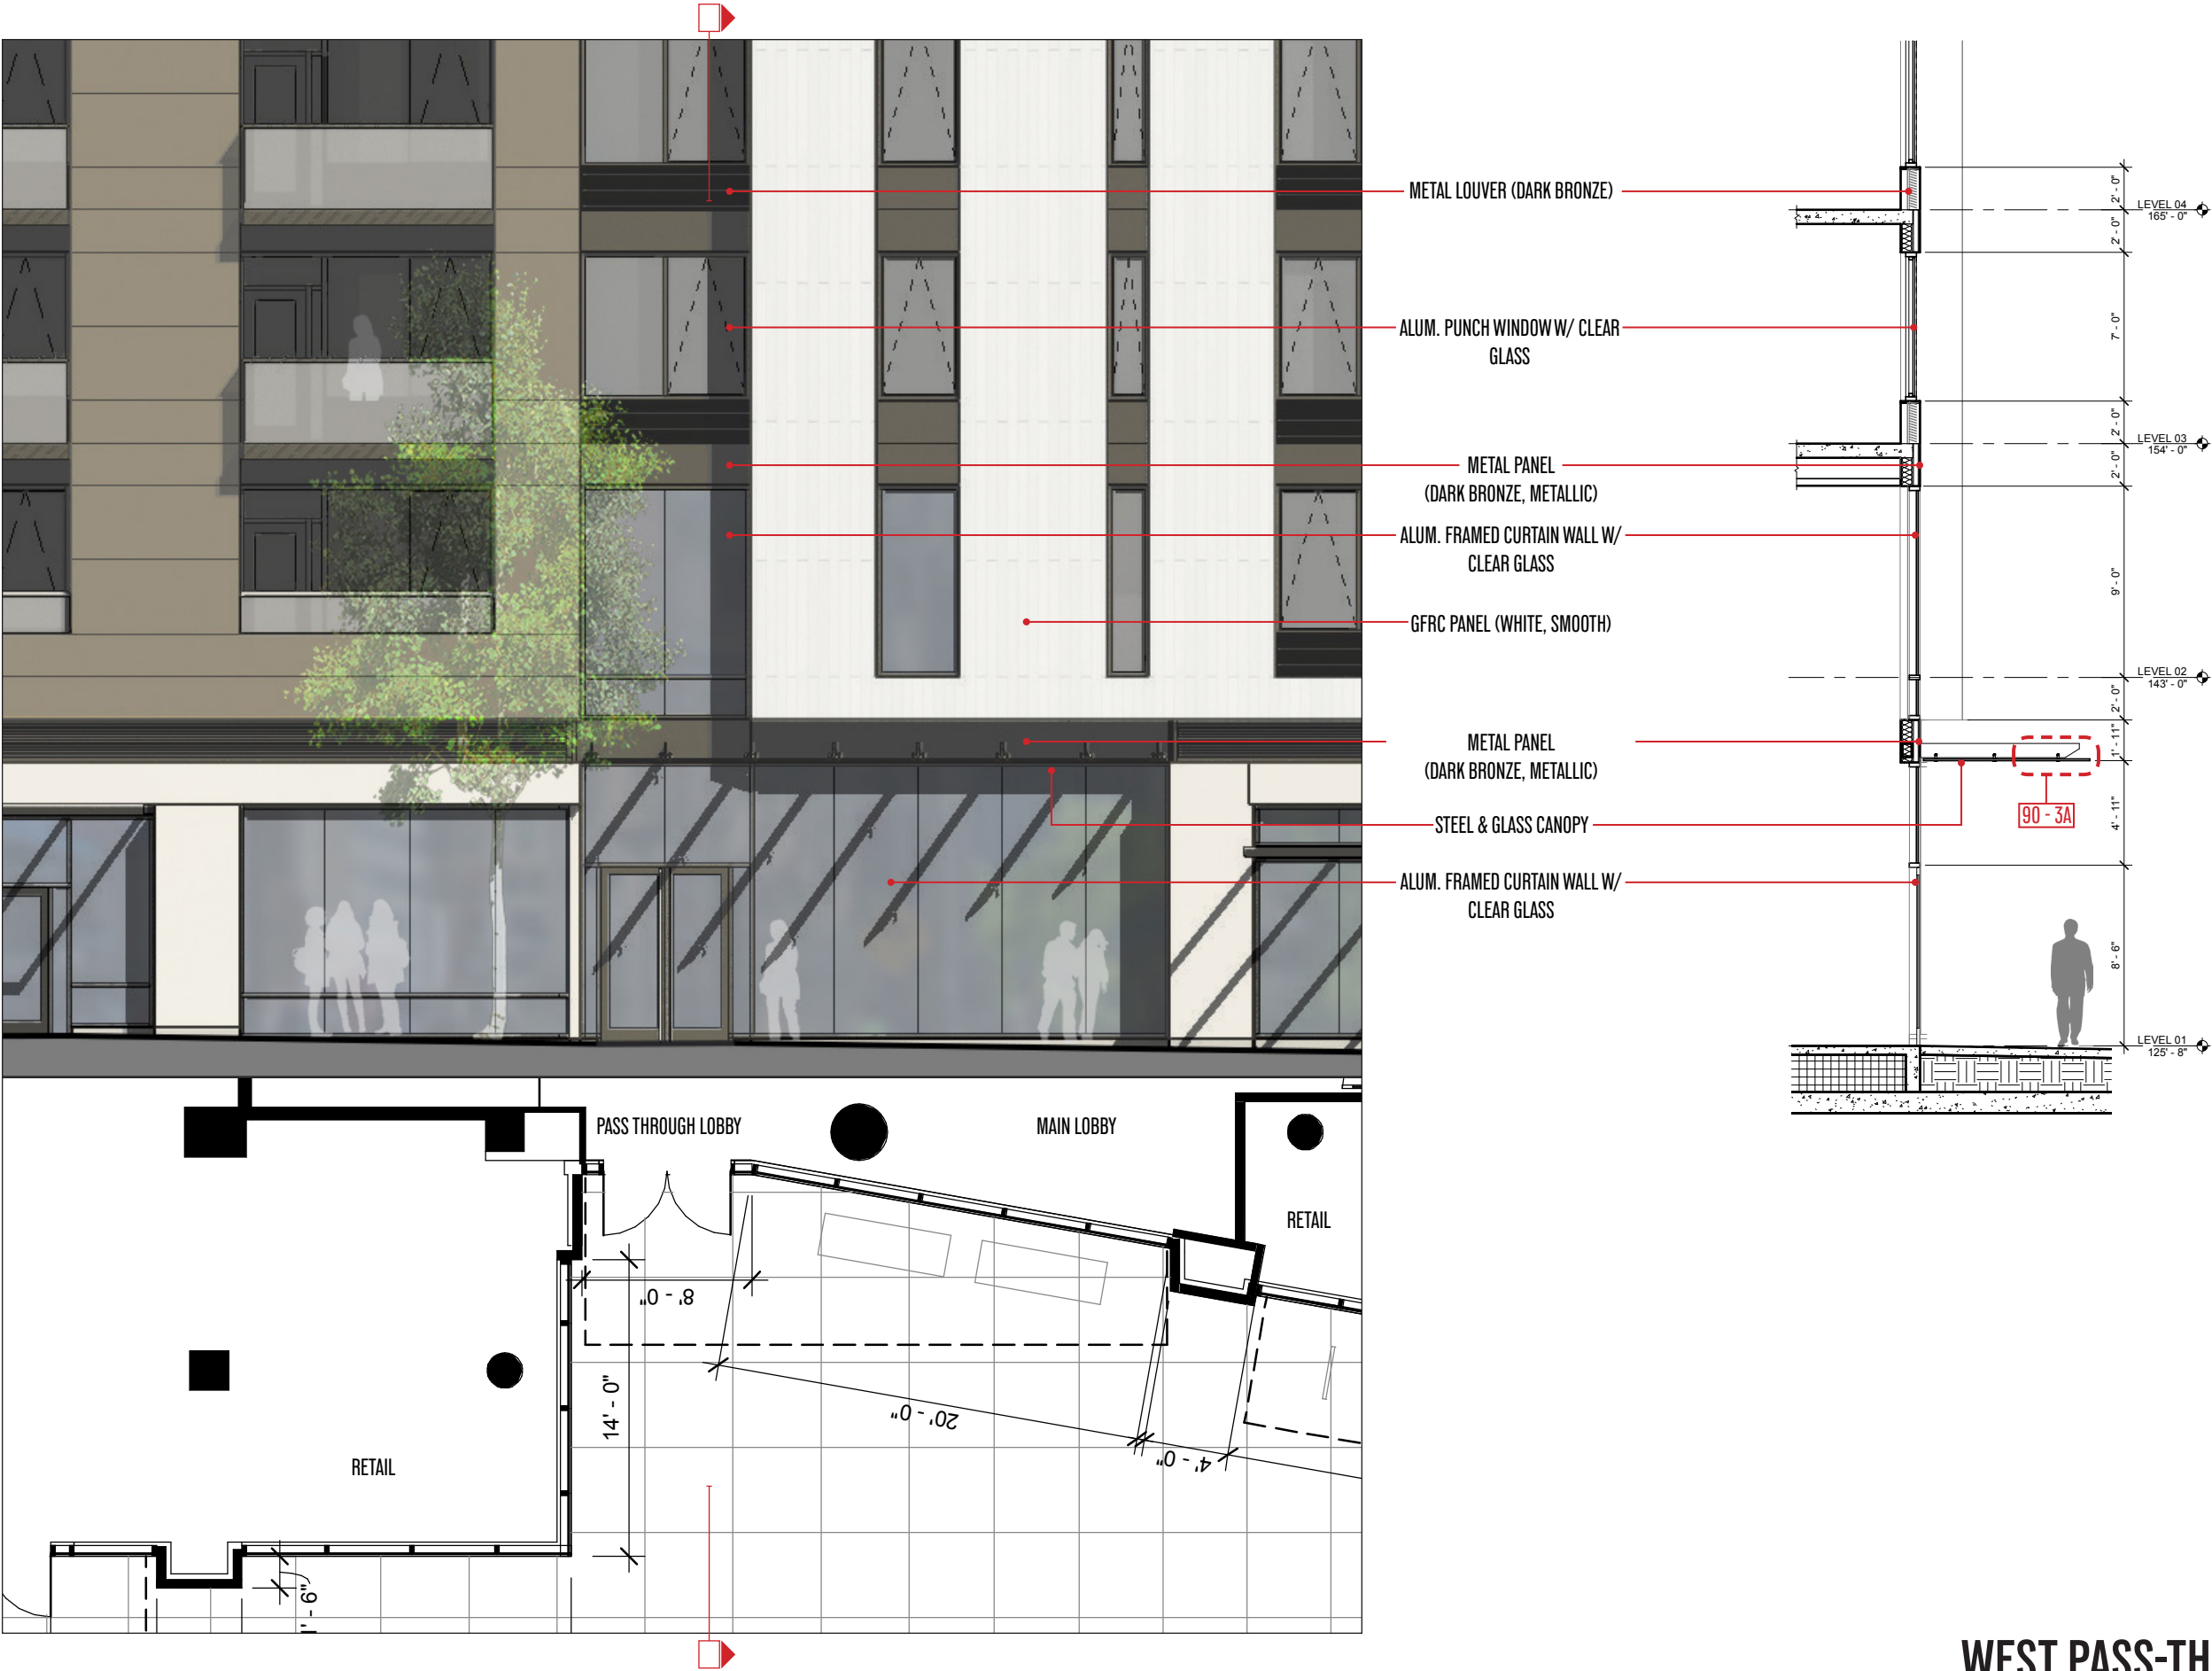 METAL LOUVER (DARK BRONZE)
ALUM. PUNCH WINDOW W/ CLEAR
GLASS
METAL PANEL
(DARK BRONZE, METALLIC)
ALUM. FRAMED CURTAIN WALL W/
CLEAR GLASS
GFRC PANEL (WHITE, SMOOTH)
METAL PANEL
(DARK BRONZE, METALLIC)
STEEL & GLASS CANOPY
ALUM. FRAMED CURTAIN WALL W/
CLEAR GLASS
2' - 0"
LEVEL 04
165' - 0"
2' - 0"
7' - 0"
2' - 0"
LEVEL 03
154' - 0"
2' - 0"
9' - 0"
LEVEL 02
143' - 0"
2' - 0"
1' - 11"
90 - 3A
4' - 11"
8' - 6"
LEVEL 01
125' - 8"
PASS THROUGH LOBBY
MAIN LOBBY
RETAIL
8' - 0"
14' - 0"
20' - 0"
4' - 0"
RETAIL
1' - 6"
WEST PASS-TH